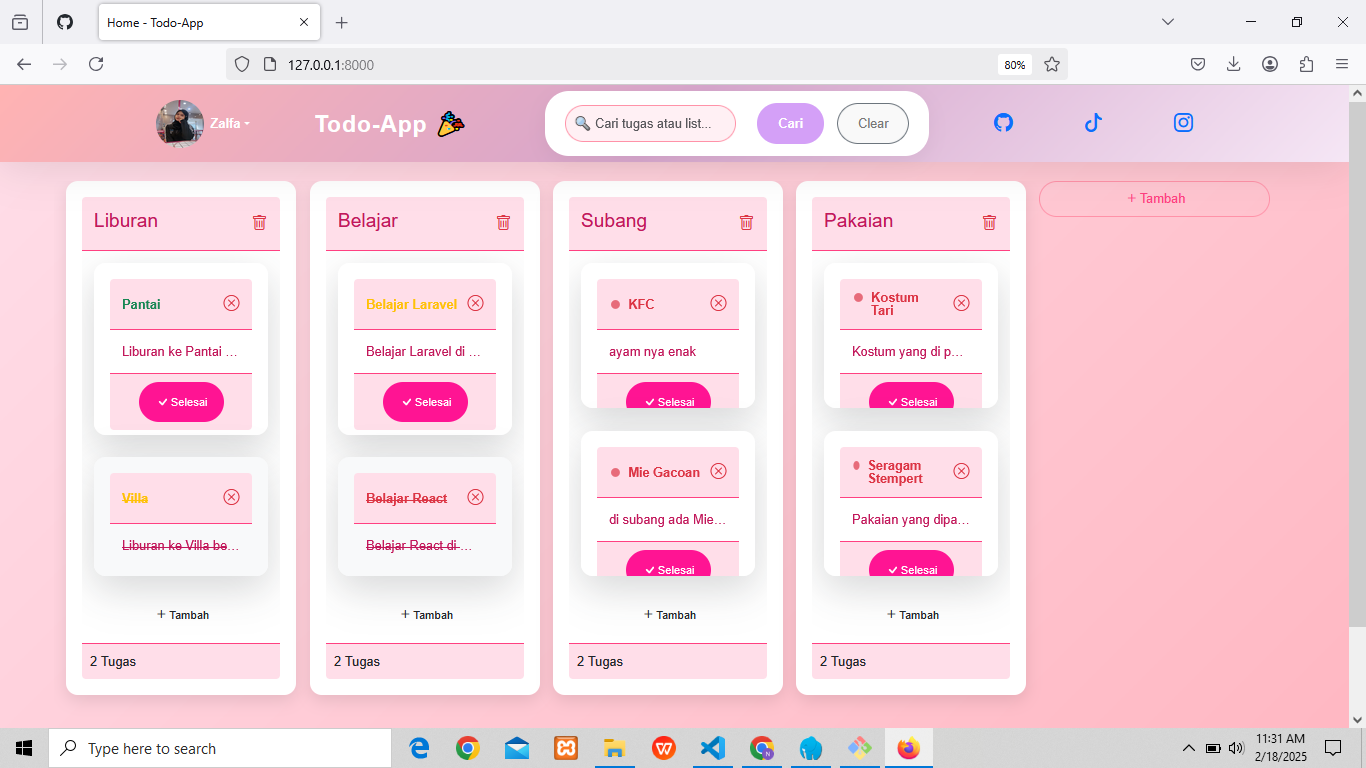 Home - Todo-App
127.0.0.1:8000
80%
Zalfa
Todo-App
Cari tugas atau list...
Cari
Clear
Liburan
Pantai
Liburan ke Pantai ...
Selesai
Villa
Liburan ke Villa be...
+ Tambah
2 Tugas
Belajar
Belajar Laravel
Belajar Laravel di ...
Selesai
Belajar React
Belajar React di ...
+ Tambah
2 Tugas
Subang
KFC
ayam nya enak
Selesai
Mie Gacoan
di subang ada Mie...
Selesai
+ Tambah
2 Tugas
Pakaian
Kostum
Tari
Kostum yang di p...
Selesai
Seragam
Stempert
Pakaian yang dipa...
Selesai
+ Tambah
2 Tugas
+ Tambah
Type here to search
11:31 AM
2/18/2025